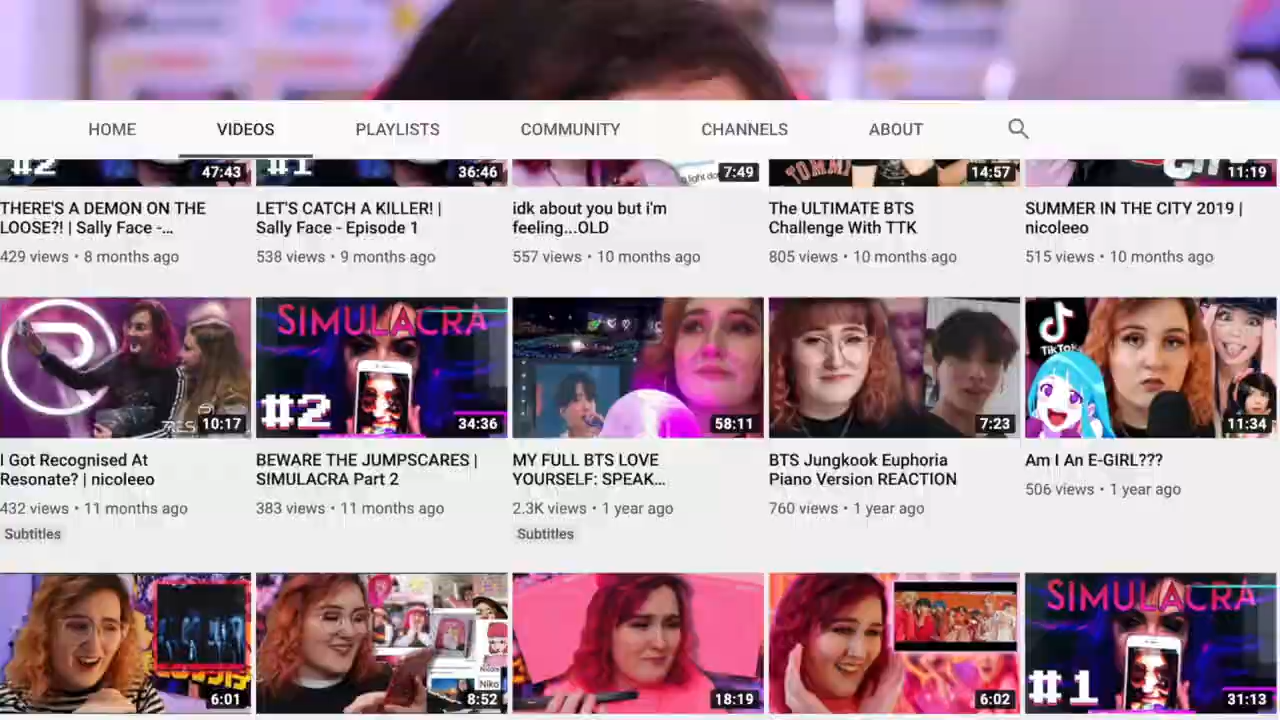 HOME VIDEOS PLAYLISTS COMMUNITY CHANNELS ABOUT
#2 47:43 #1 36:46 7:49 TOMM 14:57 11:19
THERE'S A DEMON ON THE
LOOSE?! | Sally Face -...
429 views • 8 months ago
LET'S CATCH A KILLER! |
Sally Face - Episode 1
538 views • 9 months ago
idk about you but i'm
feeling...OLD
557 views • 10 months ago
The ULTIMATE BTS
Challenge With TTK
805 views • 10 months ago
SUMMER IN THE CITY 2019 |
nicoleeo
515 views • 10 months ago
10:17
I Got Recognised At
Resonate? | nicoleeo
432 views • 11 months ago
Subtitles
SIMULACRA
#2
34:36
BEWARE THE JUMPSCARES |
SIMULACRA Part 2
383 views • 11 months ago
58:11
MY FULL BTS LOVE
YOURSELF: SPEAK...
2.3K views • 1 year ago
Subtitles
7:23
BTS Jungkook Euphoria
Piano Version REACTION
760 views • 1 year ago
TikTok
11:34
Am I An E-GIRL???
506 views • 1 year ago
6:01
Niko
8:52
18:19
6:02
SIMULACRA
#1
31:13